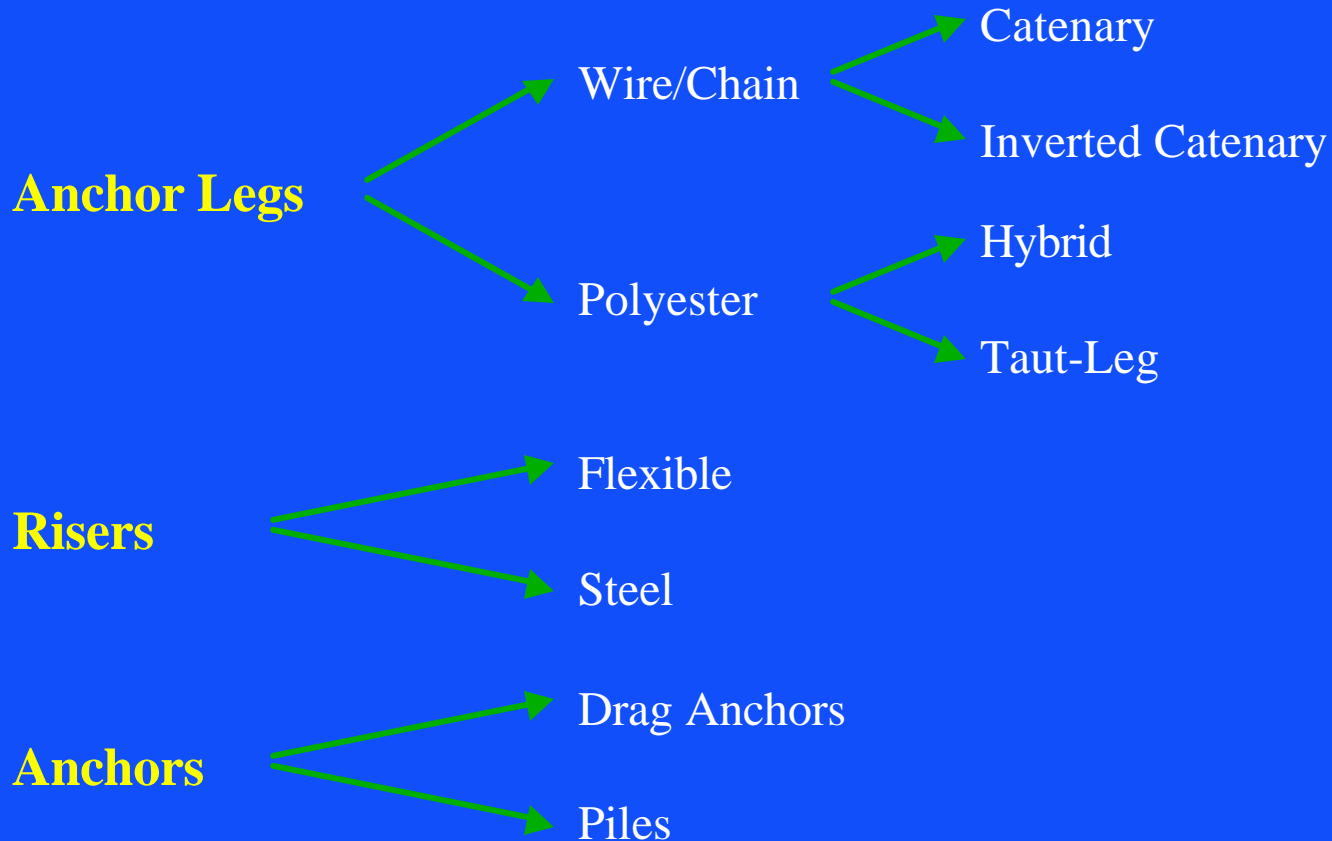 Anchor Legs
Wire/Chain
Catenary
Inverted Catenary
Polyester
Hybrid
Taut-Leg
Risers
Flexible
Steel
Anchors
Drag Anchors
Piles